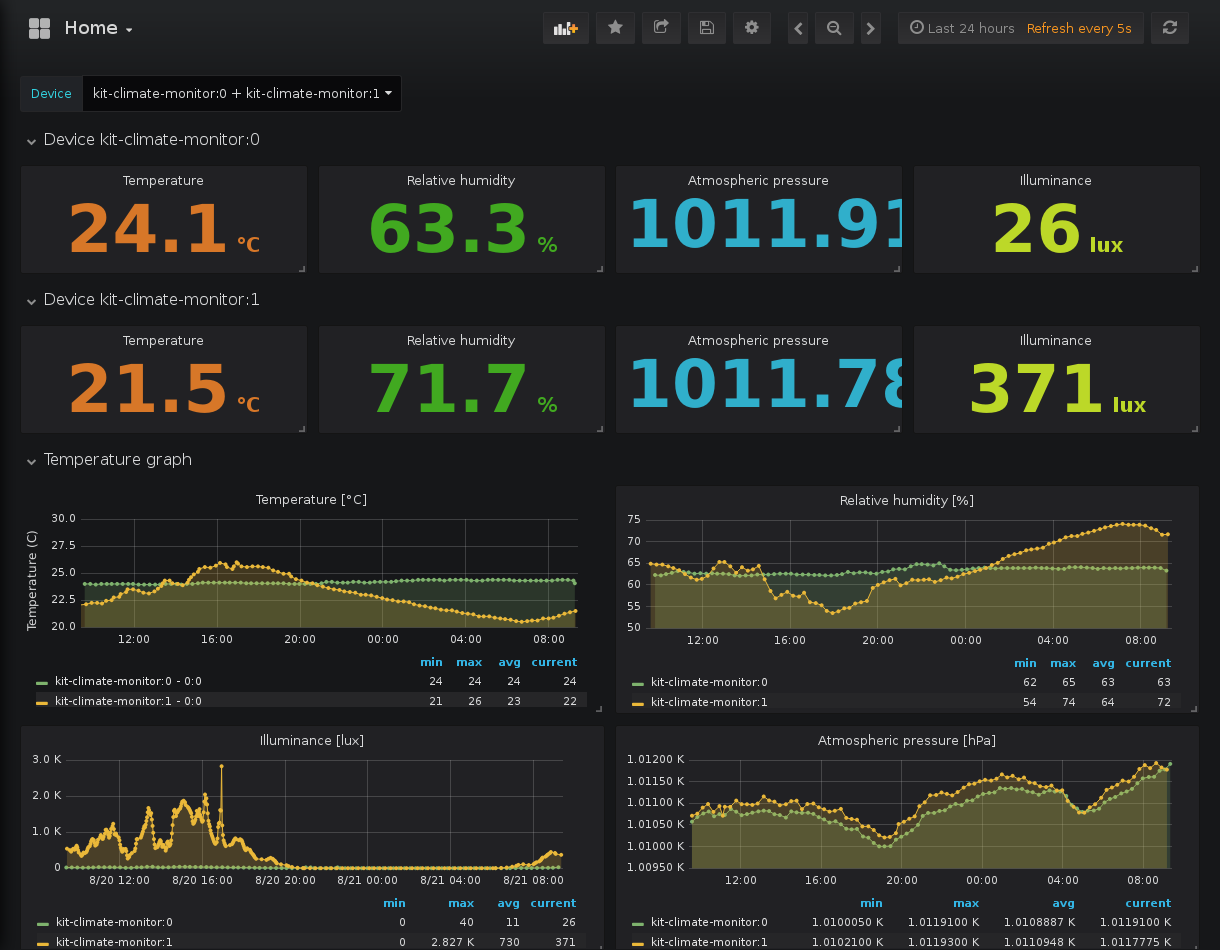 Home
Last 24 hours Refresh every 5s
Device kit-climate-monitor:0 + kit-climate-monitor:1
Device kit-climate-monitor:0
Temperature Relative humidity Atmospheric pressure Illuminance
24.1 °C 63.3 % 1011.91 26 lux
Device kit-climate-monitor:1
Temperature Relative humidity Atmospheric pressure Illuminance
21.5 °C 71.7 % 1011.78 371 lux
Temperature graph
Temperature [°C]
Temperature (C)
30.0
27.5
25.0
22.5
20.0
12:00 16:00 20:00 00:00 04:00 08:00
min max avg current
kit-climate-monitor:0 - 0:0 24 24 24 24
kit-climate-monitor:1 - 0:0 21 26 23 22
Relative humidity [%]
75
70
65
60
55
50
12:00 16:00 20:00 00:00 04:00 08:00
min max avg current
kit-climate-monitor:0 62 65 63 63
kit-climate-monitor:1 54 74 64 72
Illuminance [lux]
3.0 K
2.0 K
1.0 K
0
8/20 12:00 8/20 16:00 8/20 20:00 8/21 00:00 8/21 04:00 8/21 08:00
min max avg current
kit-climate-monitor:0 0 40 11 26
kit-climate-monitor:1 0 2.827 K 730 371
Atmospheric pressure [hPa]
1.01200 K
1.01150 K
1.01100 K
1.01050 K
1.01000 K
1.00950 K
12:00 16:00 20:00 00:00 04:00 08:00
min max avg current
kit-climate-monitor:0 1.0100050 K 1.0119100 K 1.0108887 K 1.0119100 K
kit-climate-monitor:1 1.0102100 K 1.0119300 K 1.0110948 K 1.0117775 K